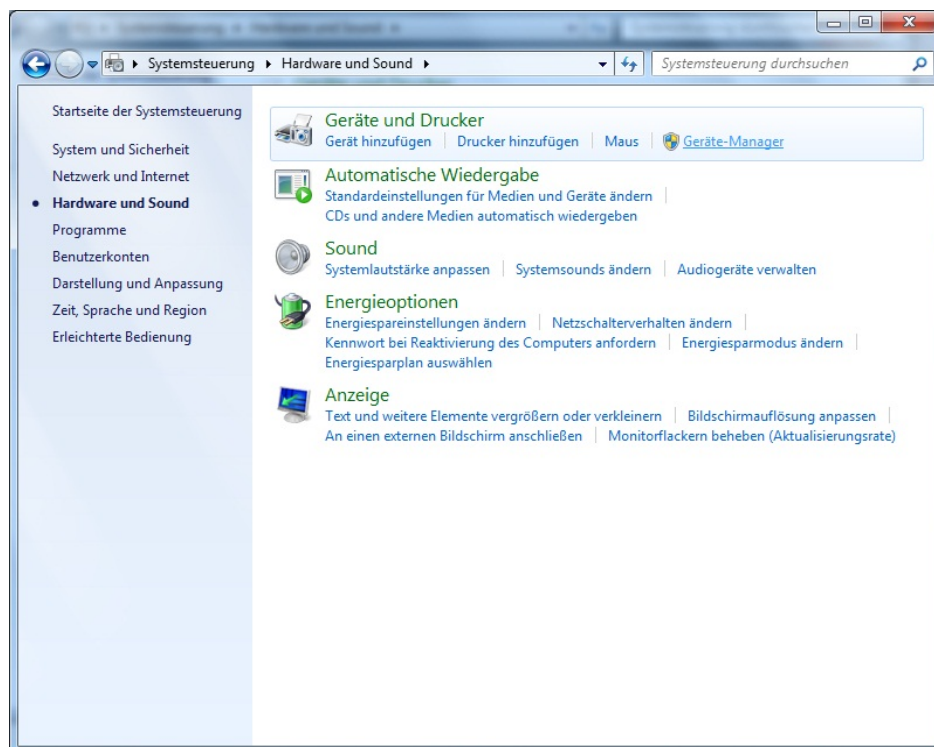 Systemsteuerung Hardware und Sound Systemsteuerung durchsuchen
Startseite der Systemsteuerung
System und Sicherheit
Netzwerk und Internet
Hardware und Sound
Programme
Benutzerkonten
Darstellung und Anpassung
Zeit, Sprache und Region
Erleichterte Bedienung
Geräte und Drucker
Gerät hinzufügen Drucker hinzufügen Maus Geräte-Manager
Automatische Wiedergabe
Standardeinstellungen für Medien und Geräte ändern
CDs und andere Medien automatisch wiedergeben
Sound
Systemlautstärke anpassen Systemsounds ändern Audiogeräte verwalten
Energieoptionen
Energiespareinstellungen ändern Netzschalterverhalten ändern
Kennwort bei Reaktivierung des Computers anfordern Energiesparmodus ändern
Energiesparplan auswählen
Anzeige
Text und weitere Elemente vergrößern oder verkleinern Bildschirmauflösung anpassen
An einen externen Bildschirm anschließen Monitorflackern beheben (Aktualisierungsrate)